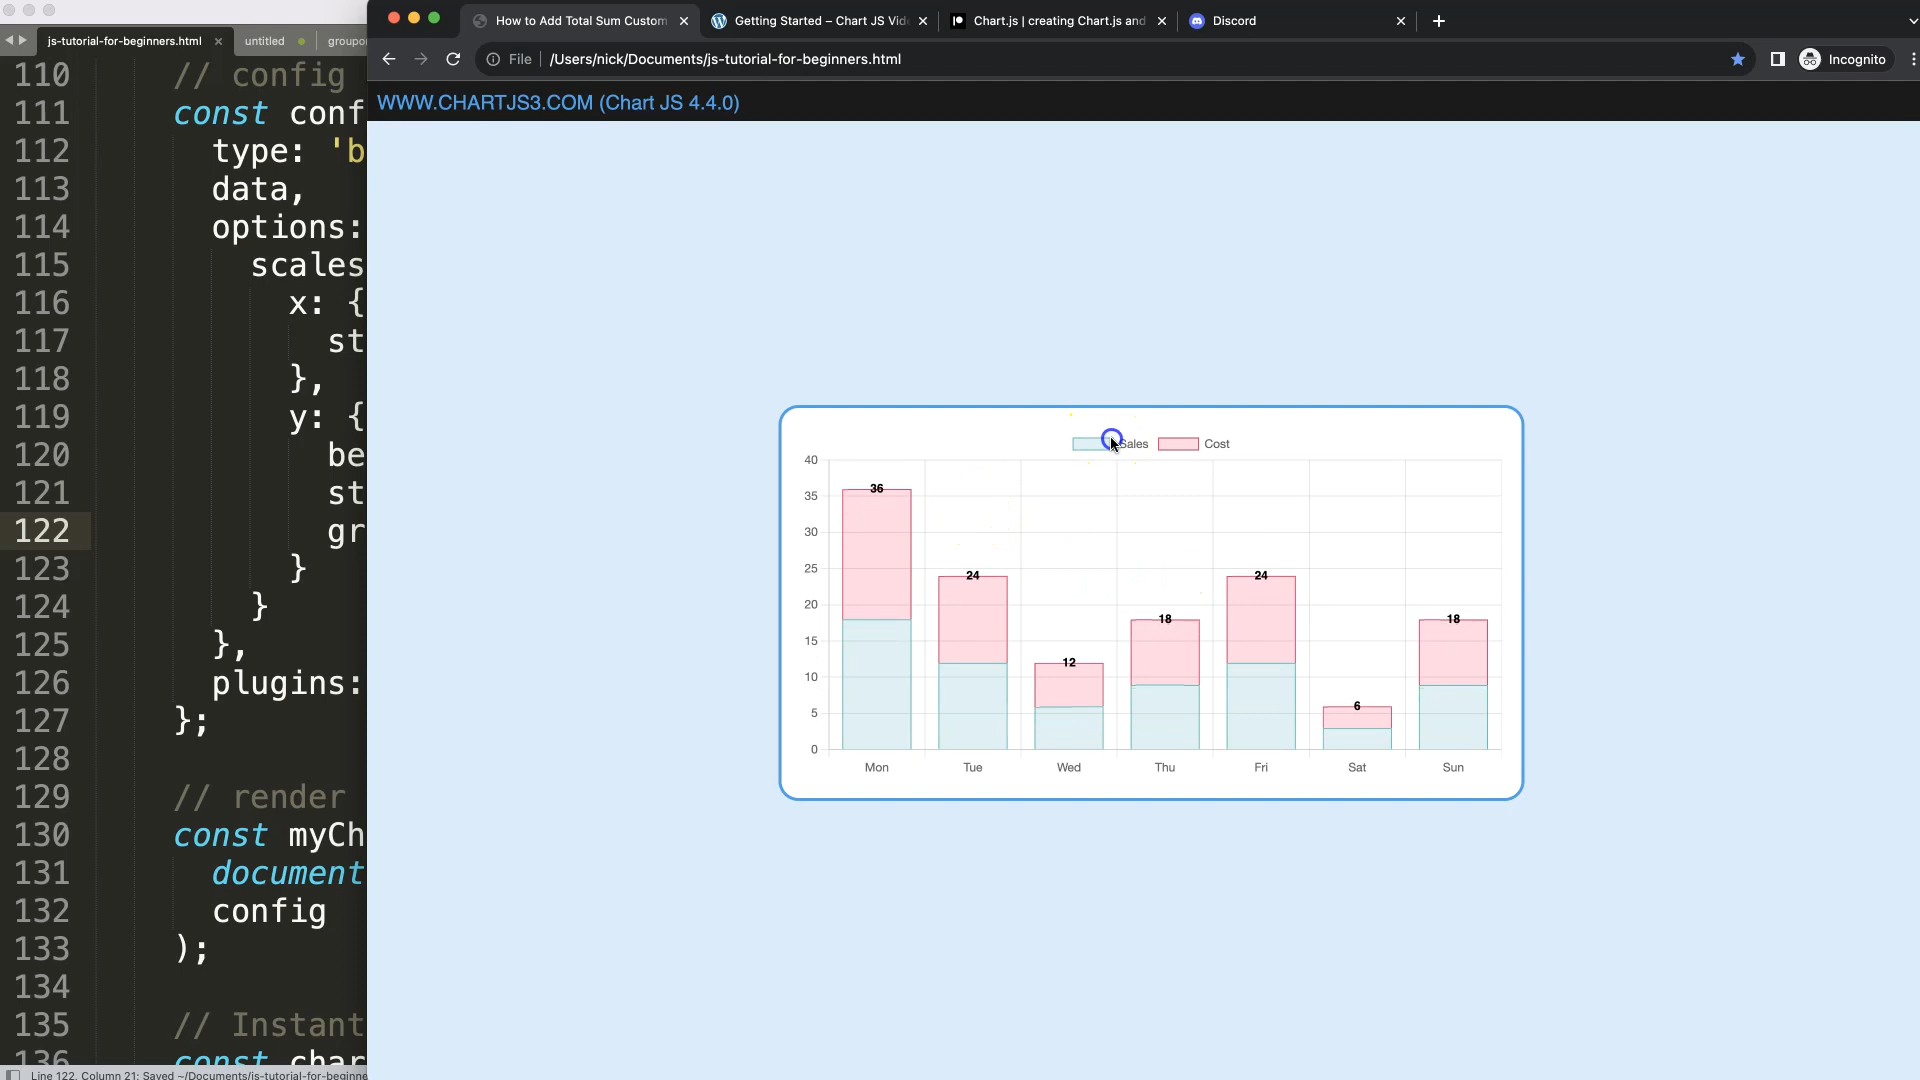 js-tutorial-for-beginners.html
untitled
110 // config
111 const conf
112 type: 'b
113 data,
114 options:
115 scales
116 x: {
117 st
118 },
119 y: {
120 be
121 st
122 gr
123 }
124 }
125 },
126 plugins:
127 };
128
129 // render
130 const myCh
131 document
132 config
133 );
134
135 // Instant
136 const char
Line 122, Column 21: Saved ~/Documents/js-tutorial-for-beginne
How to Add Total Sum Custom
Getting Started – Chart JS Vid
Chart.js | creating Chart.js and
Discord
File
/Users/nick/Documents/js-tutorial-for-beginners.html
Incognito
WWW.CHARTJS3.COM (Chart JS 4.4.0)
Sales Cost
40
35
30
25
20
15
10
5
0
36
24
12
18
24
6
18
Mon Tue Wed Thu Fri Sat Sun